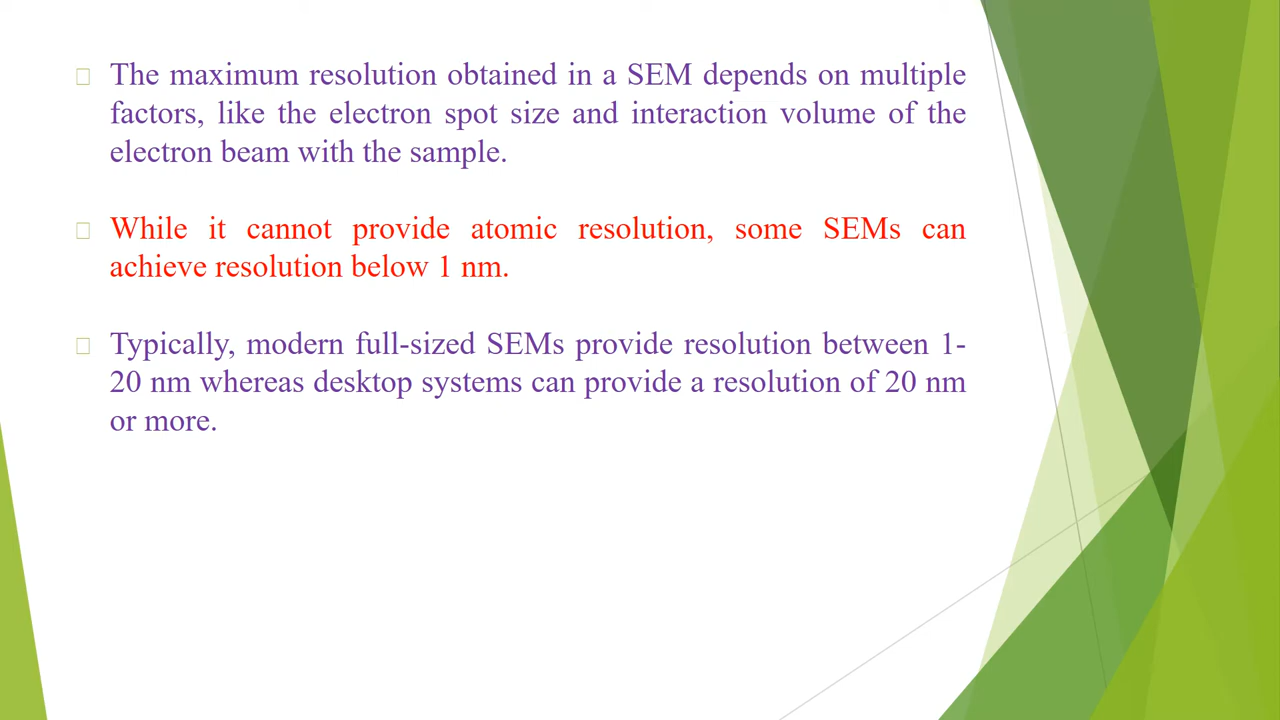 The maximum resolution obtained in a SEM depends on multiple
factors, like the electron spot size and interaction volume of the
electron beam with the sample.
While it cannot provide atomic resolution, some SEMs can
achieve resolution below 1 nm.
Typically, modern full-sized SEMs provide resolution between 1-
20 nm whereas desktop systems can provide a resolution of 20 nm
or more.